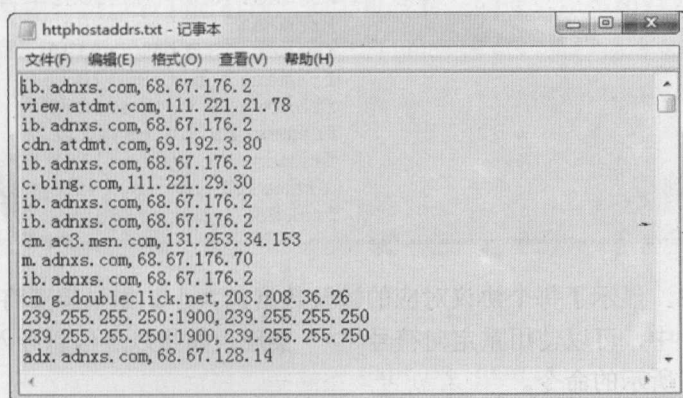 httphostaddrs.txt - 记事本
文件(F) 编辑(E) 格式(O) 查看(V) 帮助(H)
ib.adnxs.com,68.67.176.2
view.atdmt.com,111.221.21.78
ib.adnxs.com,68.67.176.2
cdn.atdmt.com,69.192.3.80
ib.adnxs.com,68.67.176.2
c.bing.com,111.221.29.30
ib.adnxs.com,68.67.176.2
ib.adnxs.com,68.67.176.2
cm.ac3.msn.com,131.253.34.153
m.adnxs.com,68.67.176.70
ib.adnxs.com,68.67.176.2
cm.g.doubleclick.net,203.208.36.26
239.255.255.250:1900,239.255.255.250
239.255.255.250:1900,239.255.255.250
adx.adnxs.com,68.67.128.14